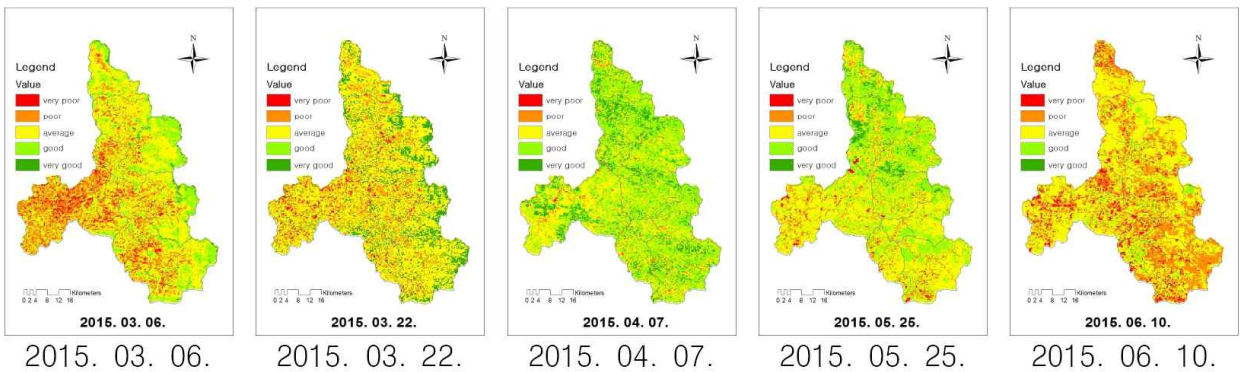 N
Legend
Value
very poor
poor
average
good
very good
Kilometers
0 2 4 8 12 16
2015. 03. 06.
2015. 03. 06.
N
Legend
Value
very poor
poor
average
good
very good
Kilometers
0 2 4 8 12 16
2015. 03. 22.
2015. 03. 22.
N
Legend
Value
very poor
poor
average
good
very good
Kilometers
0 2 4 8 12 16
2015. 04. 07.
2015. 04. 07.
N
Legend
Value
very poor
poor
average
good
very good
Kilometers
0 2 4 8 12 16
2015. 05. 25.
2015. 05. 25.
N
Legend
Value
very poor
poor
average
good
very good
Kilometers
0 2 4 8 12 16
2015. 06. 10.
2015. 06. 10.